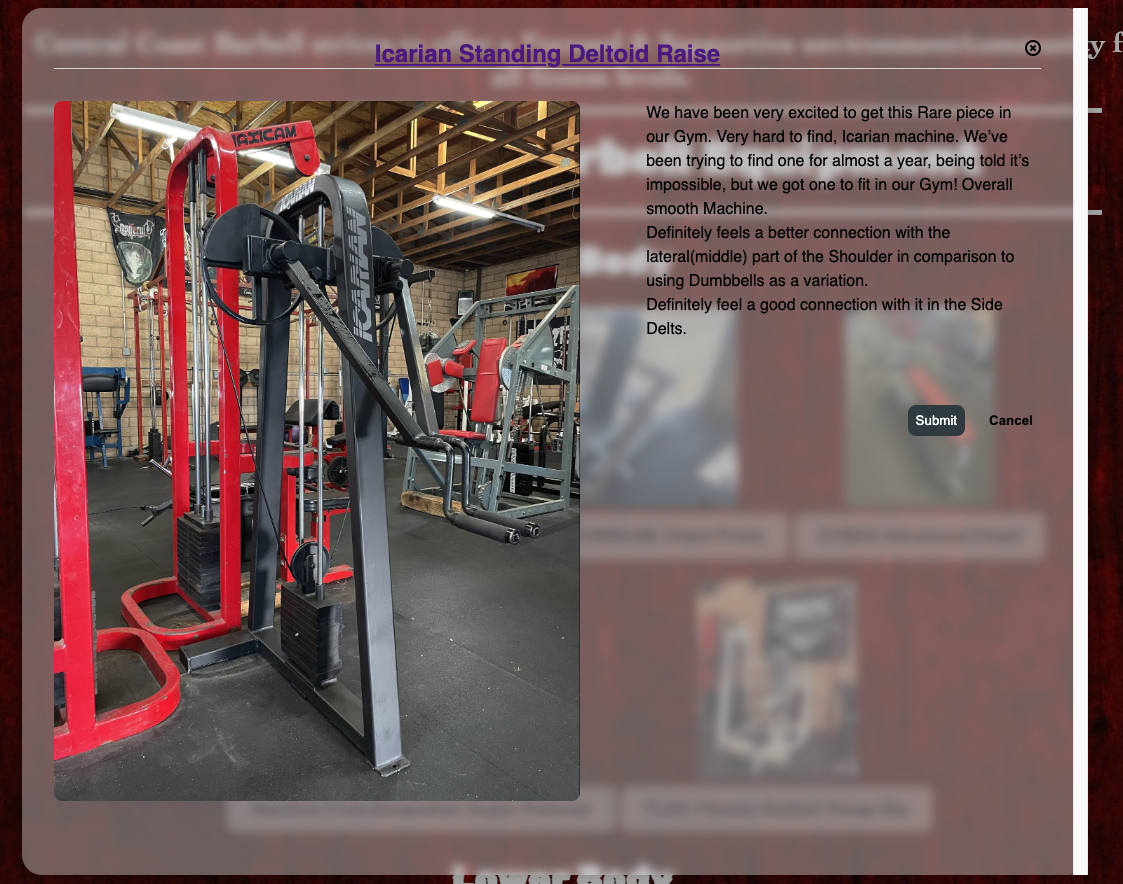 Icarian Standing Deltoid Raise
y f
MAXICAM
ICARIAN
We have been very excited to get this Rare piece in
our Gym. Very hard to find, Icarian machine. We’ve
been trying to find one for almost a year, being told it’s
impossible, but we got one to fit in our Gym! Overall
smooth Machine.
Definitely feels a better connection with the
lateral(middle) part of the Shoulder in comparison to
using Dumbbells as a variation.
Definitely feel a good connection with it in the Side
Delts.
Submit
Cancel
Lower Body